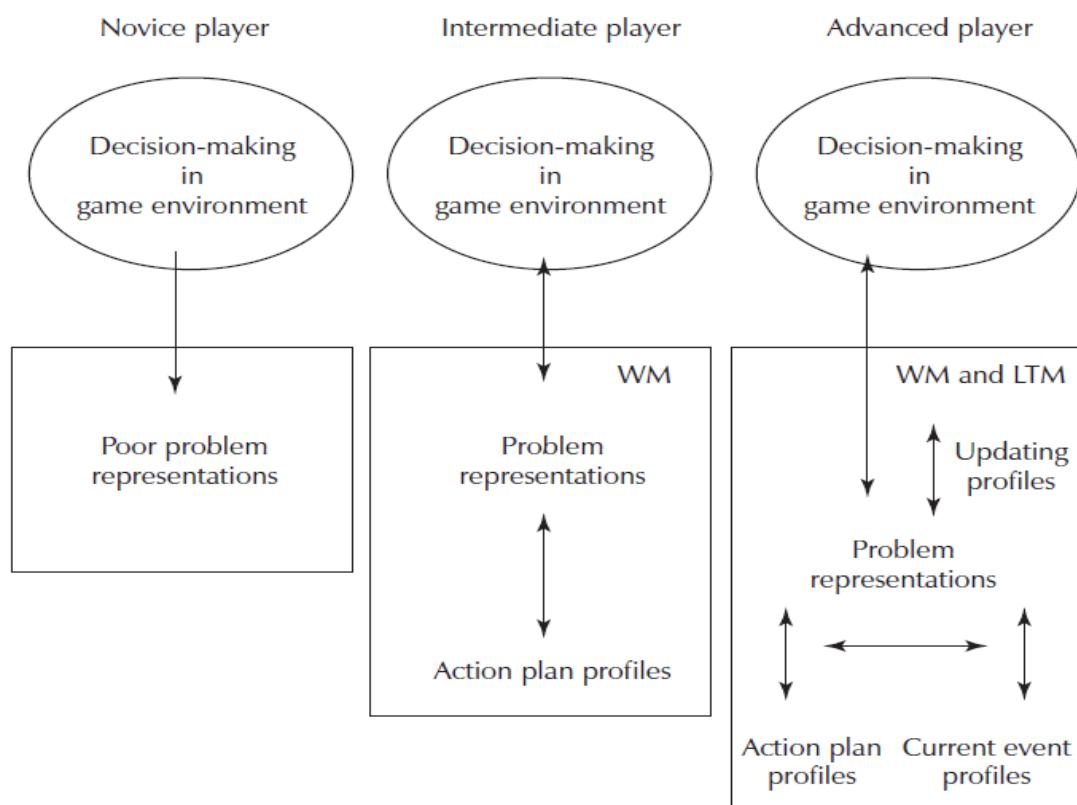 Novice player
Decision-making
in
game environment
Poor problem
representations
Intermediate player
Decision-making
in
game environment
WM
Problem
representations
Action plan profiles
Advanced player
Decision-making
in
game environment
WM and LTM
Updating
profiles
Problem
representations
Action plan
profiles
Current event
profiles